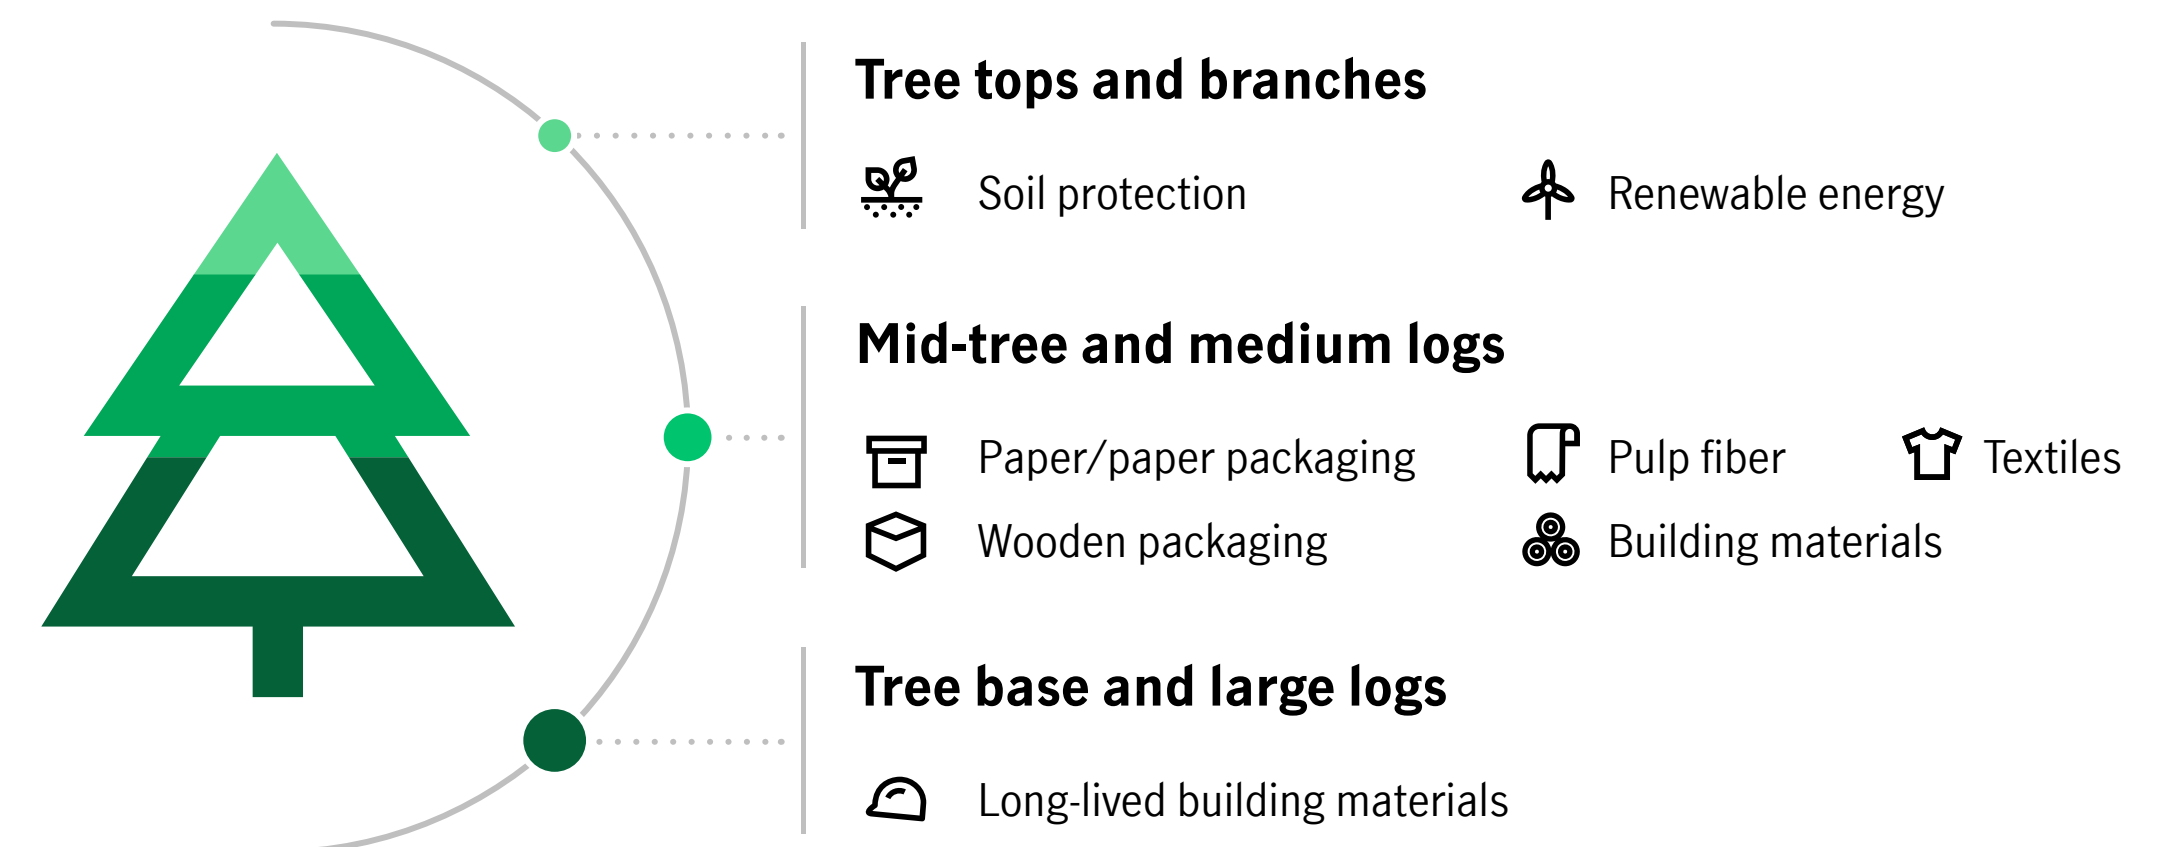 Tree tops and branches
Soil protection
Renewable energy
Mid-tree and medium logs
Paper/paper packaging
Pulp fiber
Textiles
Wooden packaging
Building materials
Tree base and large logs
Long-lived building materials